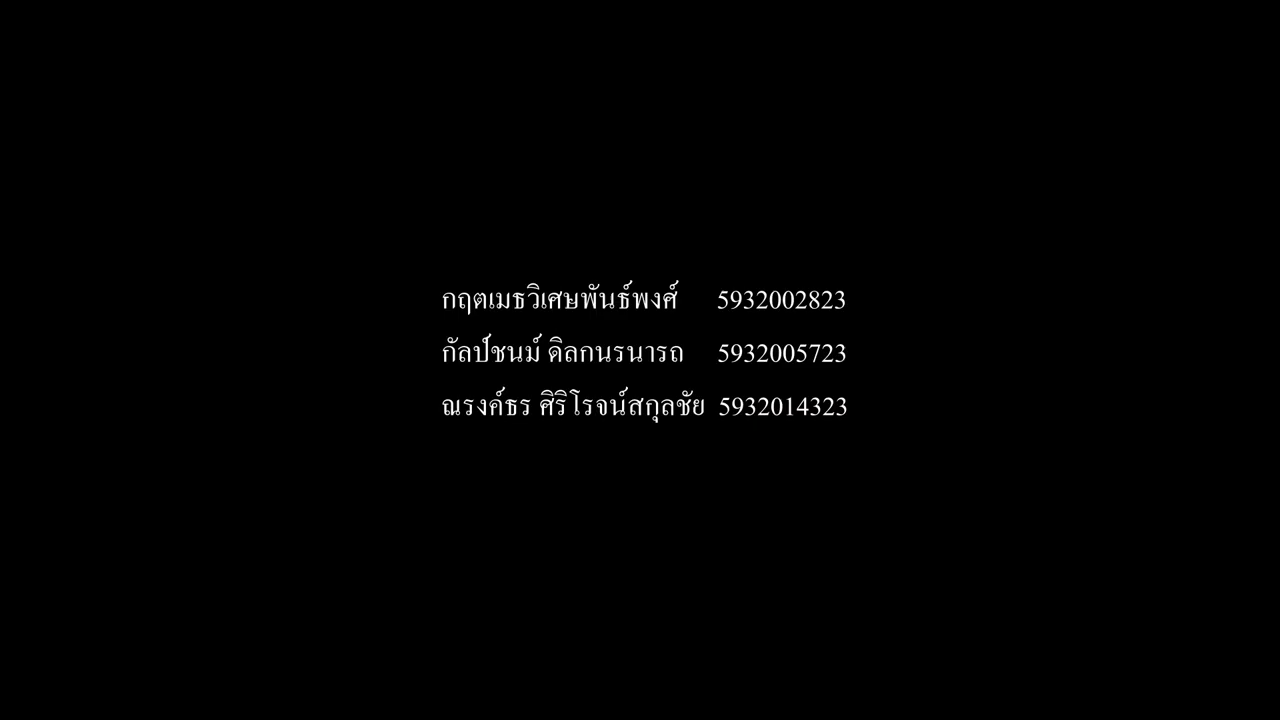 กฤตเมธวิเศษพันธ์พงศ์ 5932002823
กัลป์ชนม์ ดิลกนรนารถ 5932005723
ณรงค์ธร ศิริโรจน์สกุลชัย 5932014323